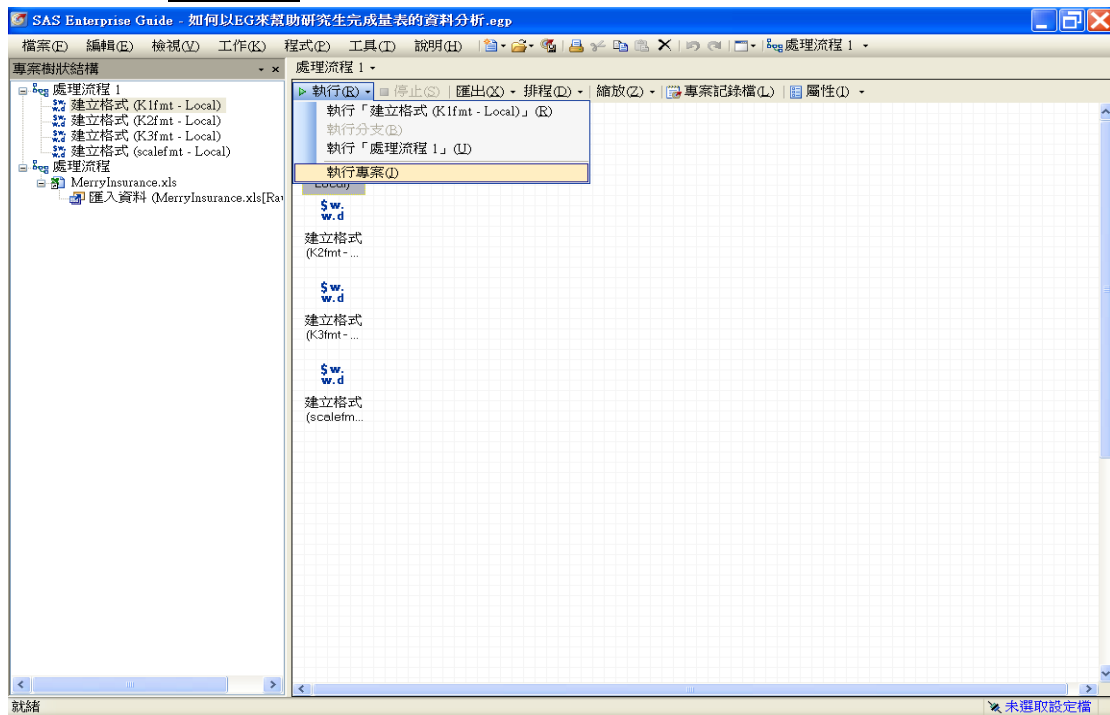 SAS Enterprise Guide - 如何以EG來幫助研究生完成量表的資料分析.egp
檔案(F) 編輯(E) 檢視(V) 工作(K) 程式(P) 工具(T) 說明(H) 處理流程 1
專案樹狀結構
處理流程 1
建立格式 (K1fmt - Local)
建立格式 (K2fmt - Local)
建立格式 (K3fmt - Local)
建立格式 (scalefmt - Local)
處理流程
MerryInsurance.xls
匯入資料 (MerryInsurance.xls[Raw
處理流程 1
執行(R) 停止(S) 匯出(X) 排程(D) 縮放(Z) 專案記錄檔(L) 屬性(I)
執行「建立格式 (K1fmt - Local)」(R)
執行分支(B)
執行「處理流程 1」(U)
執行專案(J)
Local)
$w.
w.d
建立格式
(K2fmt - ...
$w.
w.d
建立格式
(K3fmt - ...
$w.
w.d
建立格式
(scalefm...
就緒
未選取設定檔